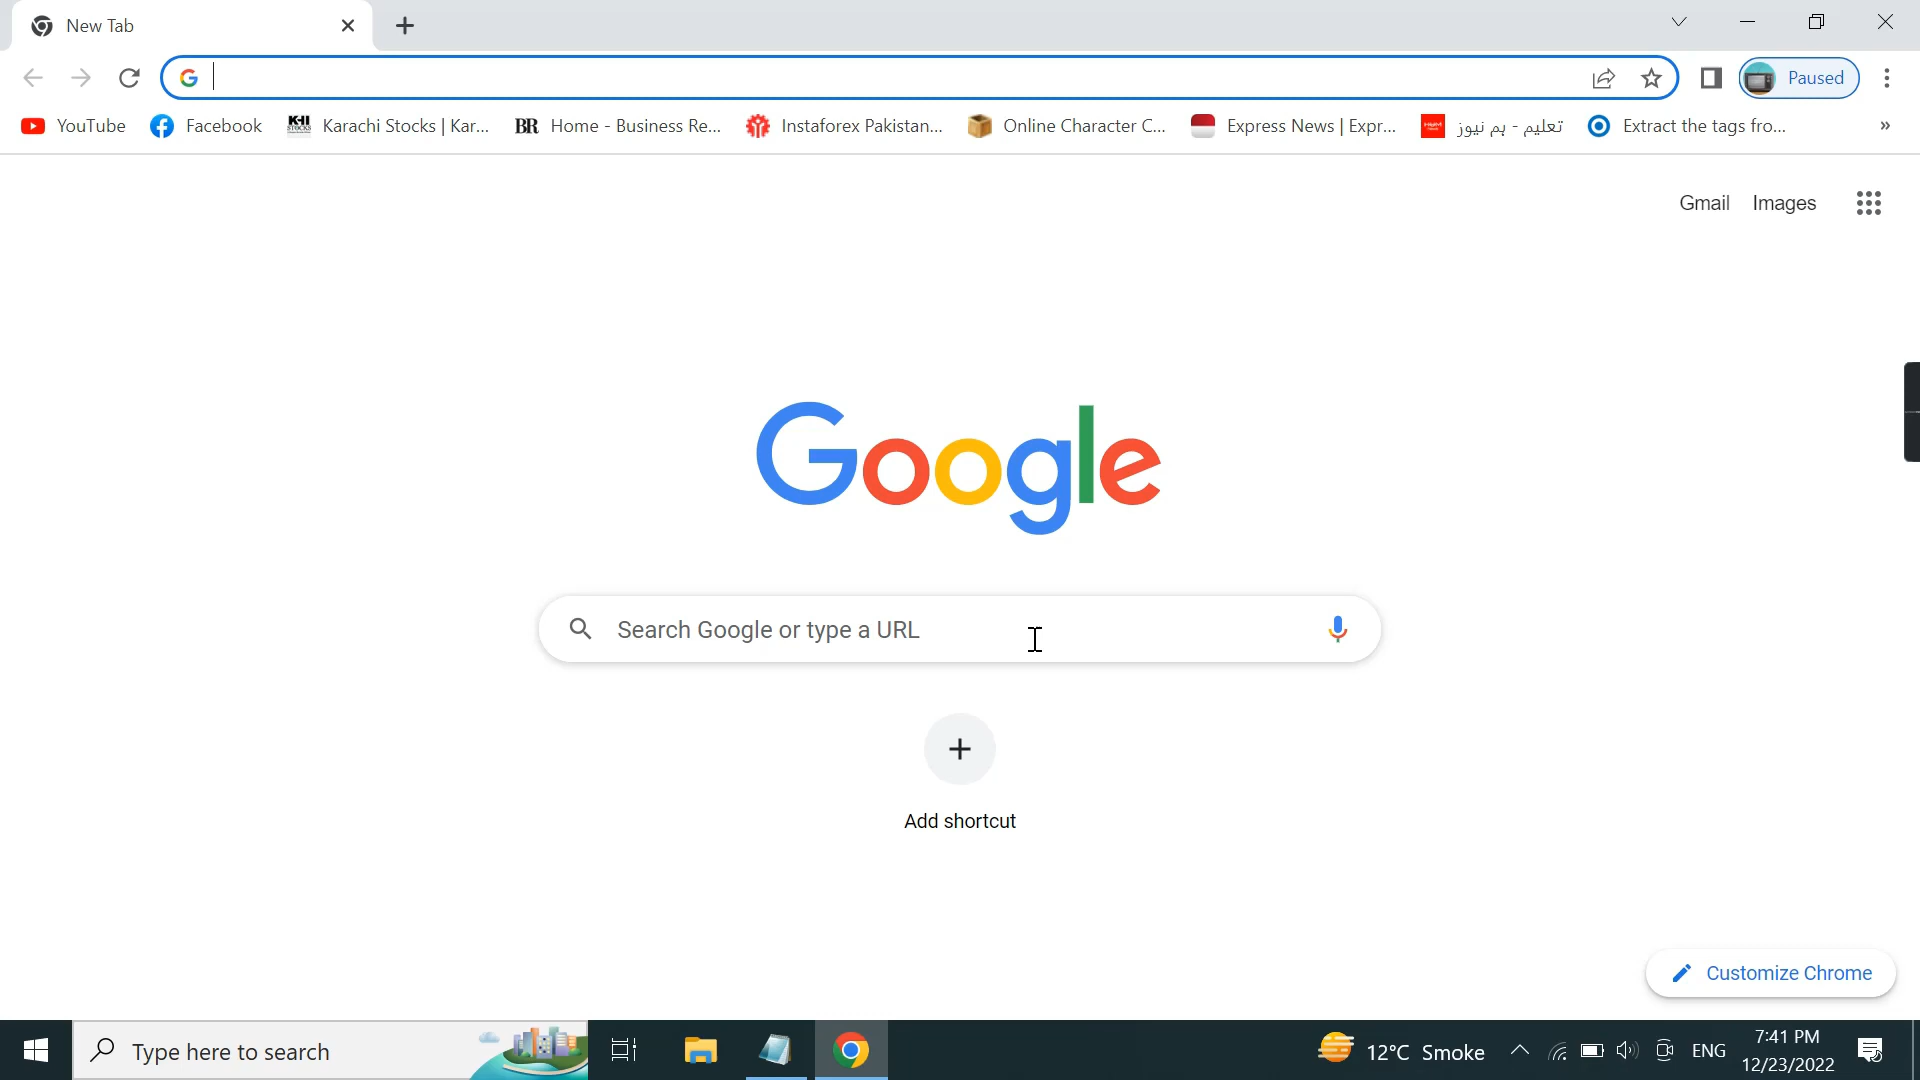 New Tab
Paused
YouTube Facebook KHI STOCKS Karachi Stocks | Kar... BR Home - Business Re... Instaforex Pakistan... Online Character C... Express News | Expr... تعلیم - ہم نیوز Extract the tags fro... »
Gmail Images
Google
Search Google or type a URL
Add shortcut
Customize Chrome
Type here to search
12°C Smoke
ENG
7:41 PM
12/23/2022